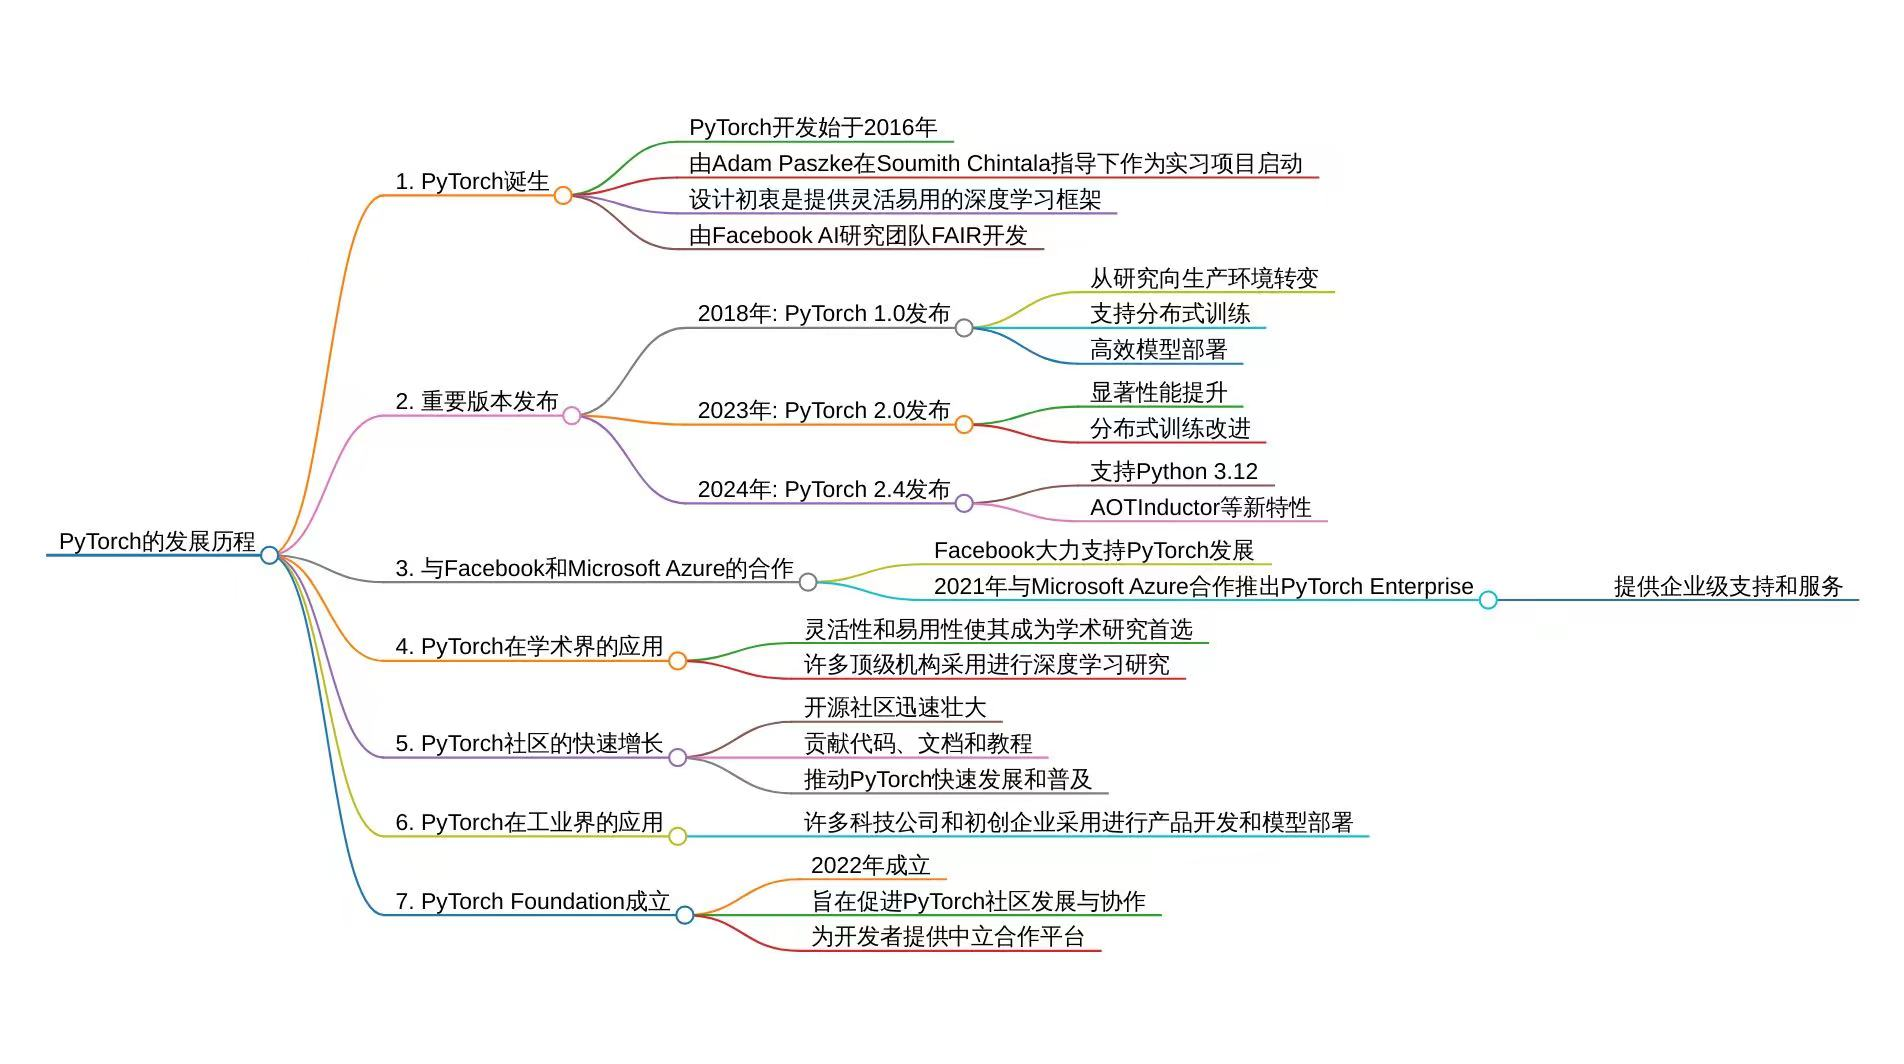 PyTorch的发展历程
1. PyTorch诞生
PyTorch开发始于2016年
由Adam Paszke在Soumith Chintala指导下作为实习项目启动
设计初衷是提供灵活易用的深度学习框架
由Facebook AI研究团队FAIR开发
2. 重要版本发布
2018年: PyTorch 1.0发布
从研究向生产环境转变
支持分布式训练
高效模型部署
2023年: PyTorch 2.0发布
显著性能提升
分布式训练改进
2024年: PyTorch 2.4发布
支持Python 3.12
AOTInductor等新特性
3. 与Facebook和Microsoft Azure的合作
Facebook大力支持PyTorch发展
2021年与Microsoft Azure合作推出PyTorch Enterprise
提供企业级支持和服务
4. PyTorch在学术界的应用
灵活性和易用性使其成为学术研究首选
许多顶级机构采用进行深度学习研究
5. PyTorch社区的快速增长
开源社区迅速壮大
贡献代码、文档和教程
推动PyTorch快速发展和普及
6. PyTorch在工业界的应用
许多科技公司和初创企业采用进行产品开发和模型部署
7. PyTorch Foundation成立
2022年成立
旨在促进PyTorch社区发展与协作
为开发者提供中立合作平台